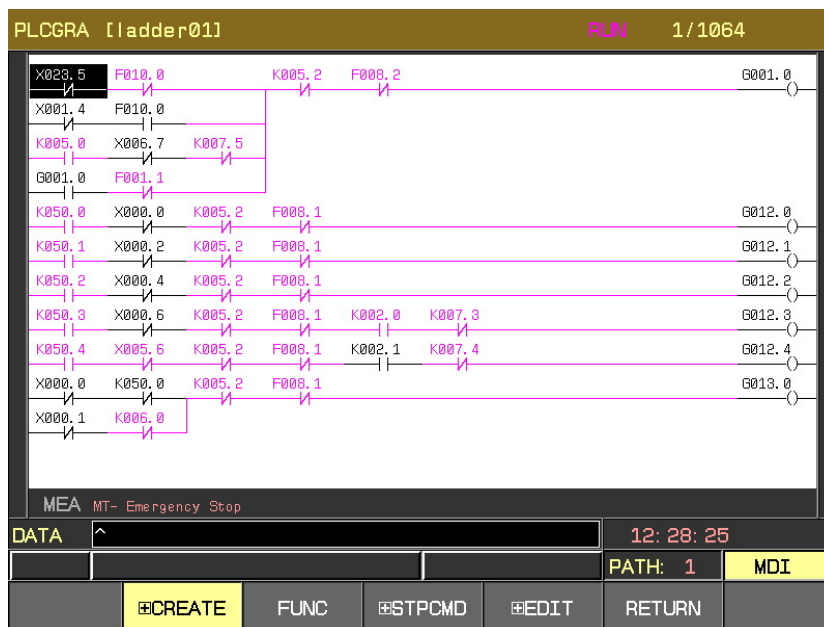 PLCGRA [ladder01] RUN 1/1064
X023.5 F010.0 K005.2 F008.2 G001.0
X001.4 F010.0
K005.0 X006.7 K007.5
G001.0 F001.1
K050.0 X000.0 K005.2 F008.1 G012.0
K050.1 X000.2 K005.2 F008.1 G012.1
K050.2 X000.4 K005.2 F008.1 G012.2
K050.3 X000.6 K005.2 F008.1 K002.0 K007.3 G012.3
K050.4 X005.6 K005.2 F008.1 K002.1 K007.4 G012.4
X000.0 K050.0 K005.2 F008.1 G013.0
X000.1 K006.0
MEA MT- Emergency Stop
DATA ^ 12:28:25
PATH: 1 MDI
⊞CREATE FUNC ⊞STPCMD ⊞EDIT RETURN